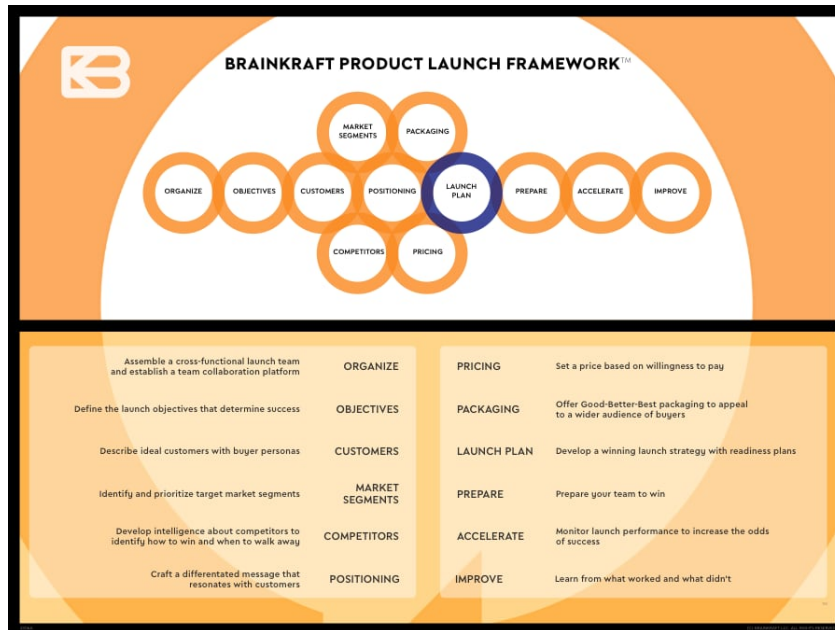 BRAINKRAFT PRODUCT LAUNCH FRAMEWORK™
MARKET
SEGMENTS
PACKAGING
ORGANIZE
OBJECTIVES
CUSTOMERS
POSITIONING
LAUNCH
PLAN
PREPARE
ACCELERATE
IMPROVE
COMPETITORS
PRICING
Assemble a cross-functional launch team
and establish a team collaboration platform
ORGANIZE
Define the launch objectives that determine success
OBJECTIVES
Describe ideal customers with buyer personas
CUSTOMERS
Identify and prioritize target market segments
MARKET
SEGMENTS
Develop intelligence about competitors to
identify how to win and when to walk away
COMPETITORS
Craft a differentated message that
resonates with customers
POSITIONING
PRICING
Set a price based on willingness to pay
PACKAGING
Offer Good-Better-Best packaging to appeal
to a wider audience of buyers
LAUNCH PLAN
Develop a winning launch strategy with readiness plans
PREPARE
Prepare your team to win
ACCELERATE
Monitor launch performance to increase the odds
of success
IMPROVE
Learn from what worked and what didn't